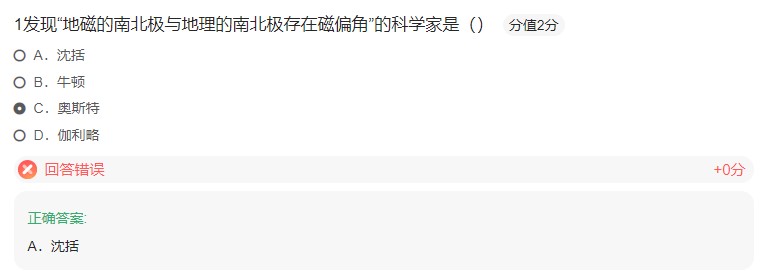 1发现“地磁的南北极与地理的南北极存在磁偏角”的科学家是（） 分值2分
A．沈括
B．牛顿
C．奥斯特
D．伽利略
回答错误 +0分
正确答案:
A．沈括